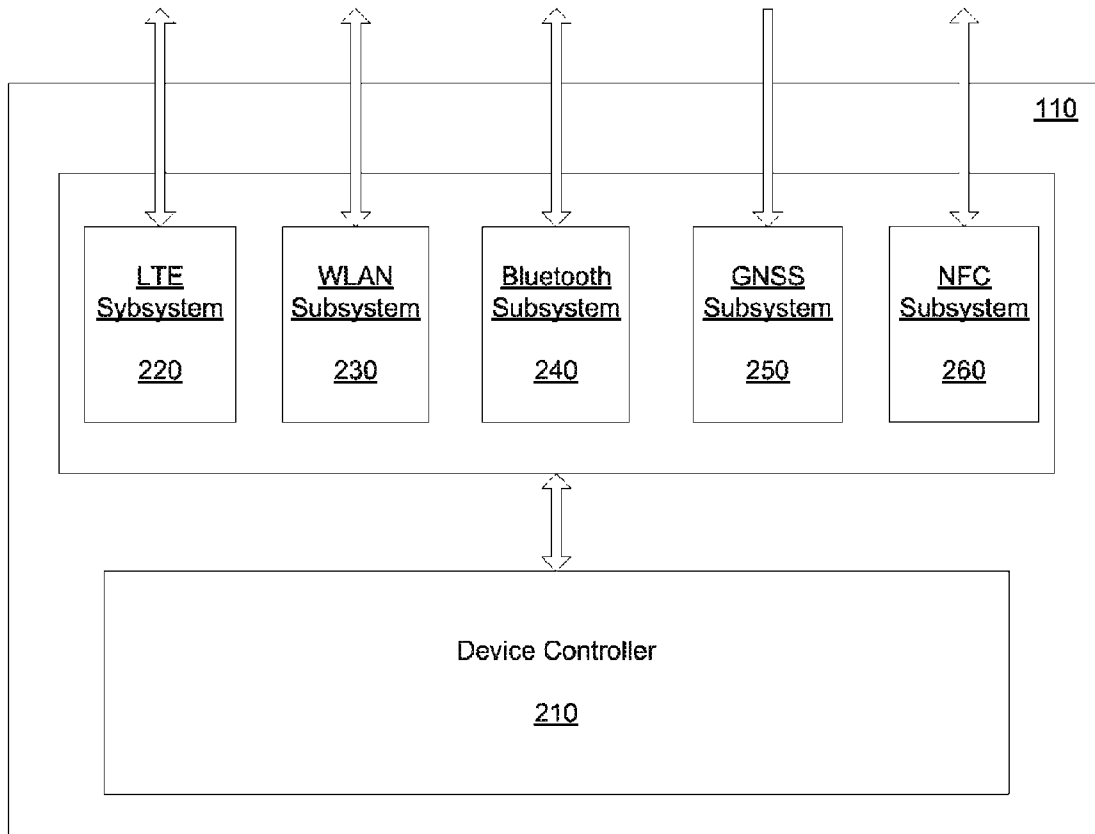 110
LTE
Sybsystem
220
WLAN
Subsystem
230
Bluetooth
Subsystem
240
GNSS
Subsystem
250
NFC
Subsystem
260
Device Controller
210